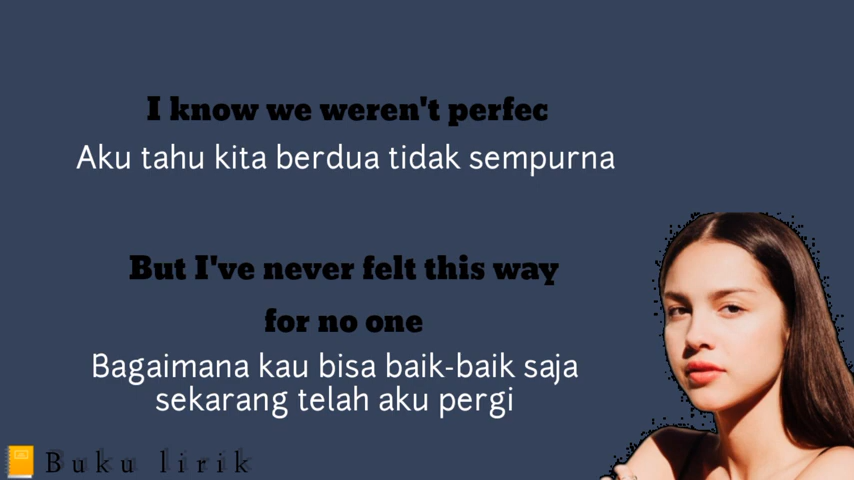 I know we weren't perfec
Aku tahu kita berdua tidak sempurna
But I've never felt this way
for no one
Bagaimana kau bisa baik-baik saja
sekarang telah aku pergi
Buku lirik